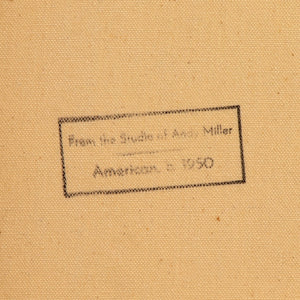 From the Studio of Andy Miller
American, b. 1950